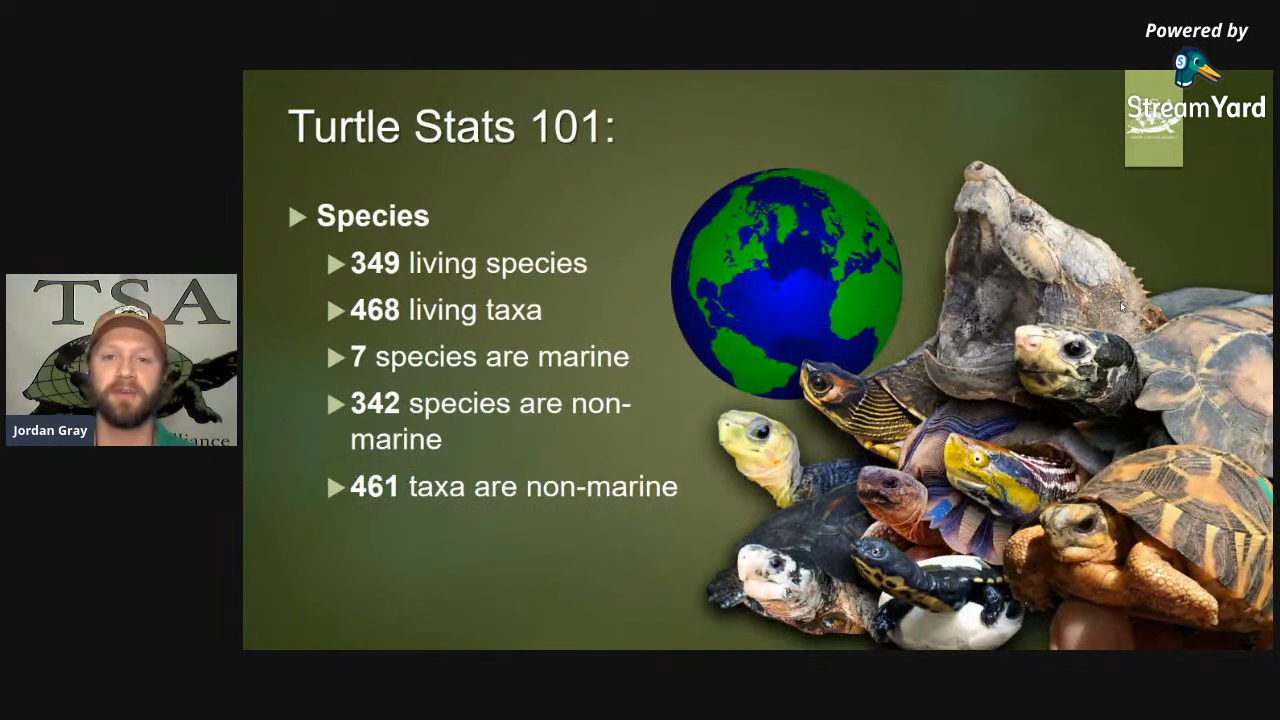 Powered by
StreamYard
Turtle Stats 101:
Species
349 living species
468 living taxa
7 species are marine
342 species are non-
marine
461 taxa are non-marine
TSA
Jordan Gray
lliance